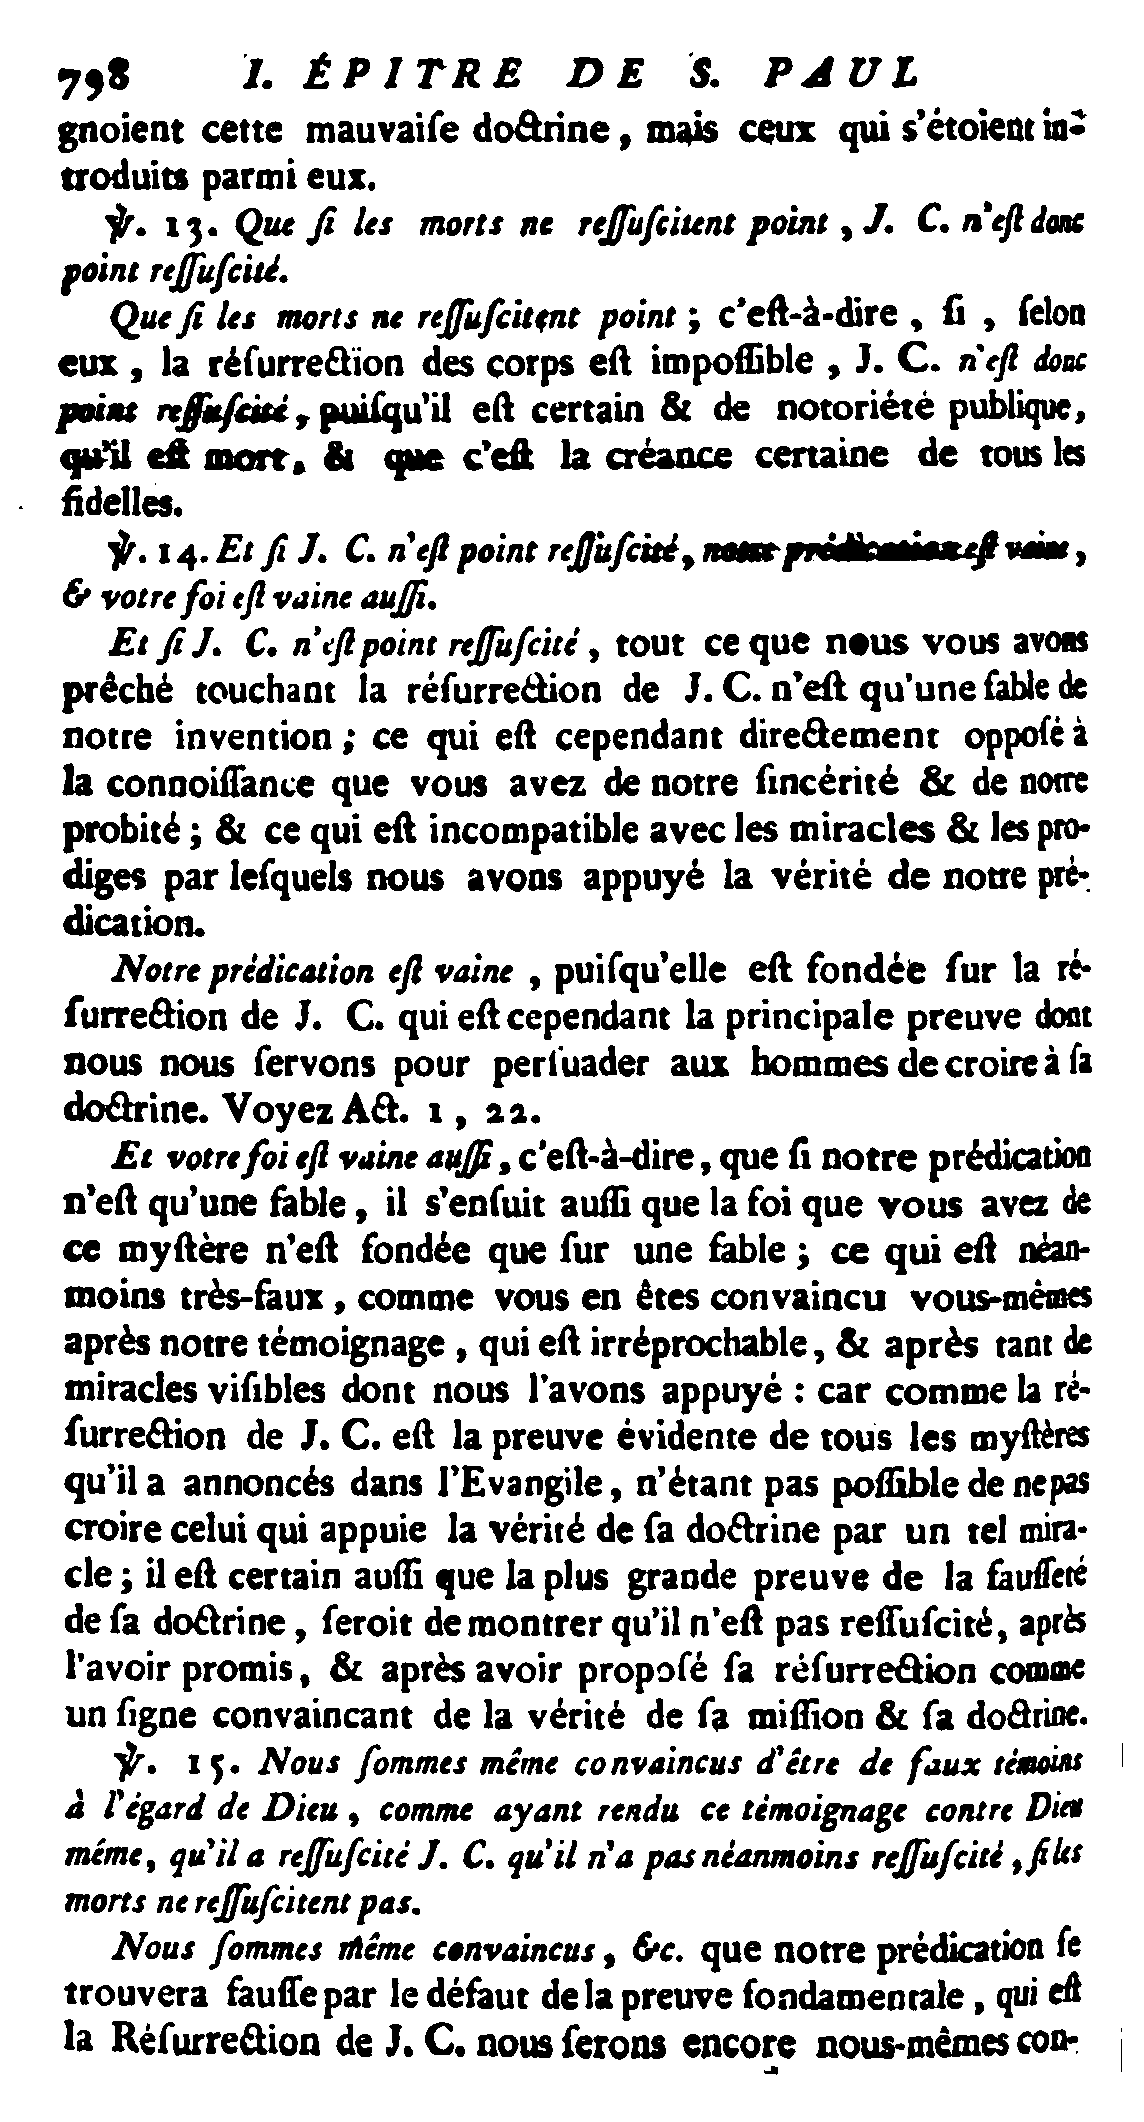 798 I. ÉPITRE DE S. PAUL
gnoient cette mauvaiſe doctrine, mais ceux qui s'étoient in-
troduits parmi eux.
℣. 13. Que ſi les morts ne reſſuſcitent point, J. C. n'eſt donc
point reſſuſcité.
Que ſi les morts ne reſſuſcitent point ; c'eſt-à-dire, ſi, ſelon
eux, la réſurrection des corps eſt impoſſible, J. C. n'eſt donc
point reſſuſcité, puiſqu'il eſt certain & de notoriété publique,
qu'il eſt mort, & que c'eſt la créance certaine de tous les
fidelles.
℣. 14. Et ſi J. C. n'eſt point reſſuſcité, notre prédication eſt vaine,
& votre foi eſt vaine auſſi.
Et ſi J. C. n'eſt point reſſuſcité, tout ce que nous vous avons
prêché touchant la réſurrection de J. C. n'eſt qu'une fable de
notre invention ; ce qui eſt cependant directement oppoſé à
la connoiſſance que vous avez de notre ſincérité & de notre
probité ; & ce qui eſt incompatible avec les miracles & les pro-
diges par leſquels nous avons appuyé la vérité de notre pré-
dication.
Notre prédication eſt vaine, puiſqu'elle eſt fondée ſur la ré-
ſurrection de J. C. qui eſt cependant la principale preuve dont
nous nous ſervons pour perſuader aux hommes de croire à ſa
doctrine. Voyez Act. 1, 22.
Et votre foi eſt vaine auſſi, c'eſt-à-dire, que ſi notre prédication
n'eſt qu'une fable, il s'enſuit auſſi que la foi que vous avez de
ce myſtère n'eſt fondée que ſur une fable ; ce qui eſt néan-
moins très-faux, comme vous en êtes convaincu vous-mêmes
après notre témoignage, qui eſt irréprochable, & après tant de
miracles viſibles dont nous l'avons appuyé : car comme la ré-
ſurrection de J. C. eſt la preuve évidente de tous les myſtères
qu'il a annoncés dans l'Evangile, n'étant pas poſſible de ne pas
croire celui qui appuie la vérité de ſa doctrine par un tel mira-
cle ; il eſt certain auſſi que la plus grande preuve de la fauſſeté
de ſa doctrine, ſeroit de montrer qu'il n'eſt pas reſſuſcité, après
l'avoir promis, & après avoir propoſé ſa réſurrection comme
un ſigne convaincant de la vérité de ſa miſſion & ſa doctrine.
℣. 15. Nous ſommes même convaincus d'être de faux témoins
à l'égard de Dieu, comme ayant rendu ce témoignage contre Dieu
même, qu'il a reſſuſcité J. C. qu'il n'a pas néanmoins reſſuſcité, ſi les
morts ne reſſuſcitent pas.
Nous ſommes même convaincus, &c. que notre prédication ſe
trouvera fauſſe par le défaut de la preuve fondamentale, qui eſt
la Réſurrection de J. C. nous ſerons encore nous-mêmes con-